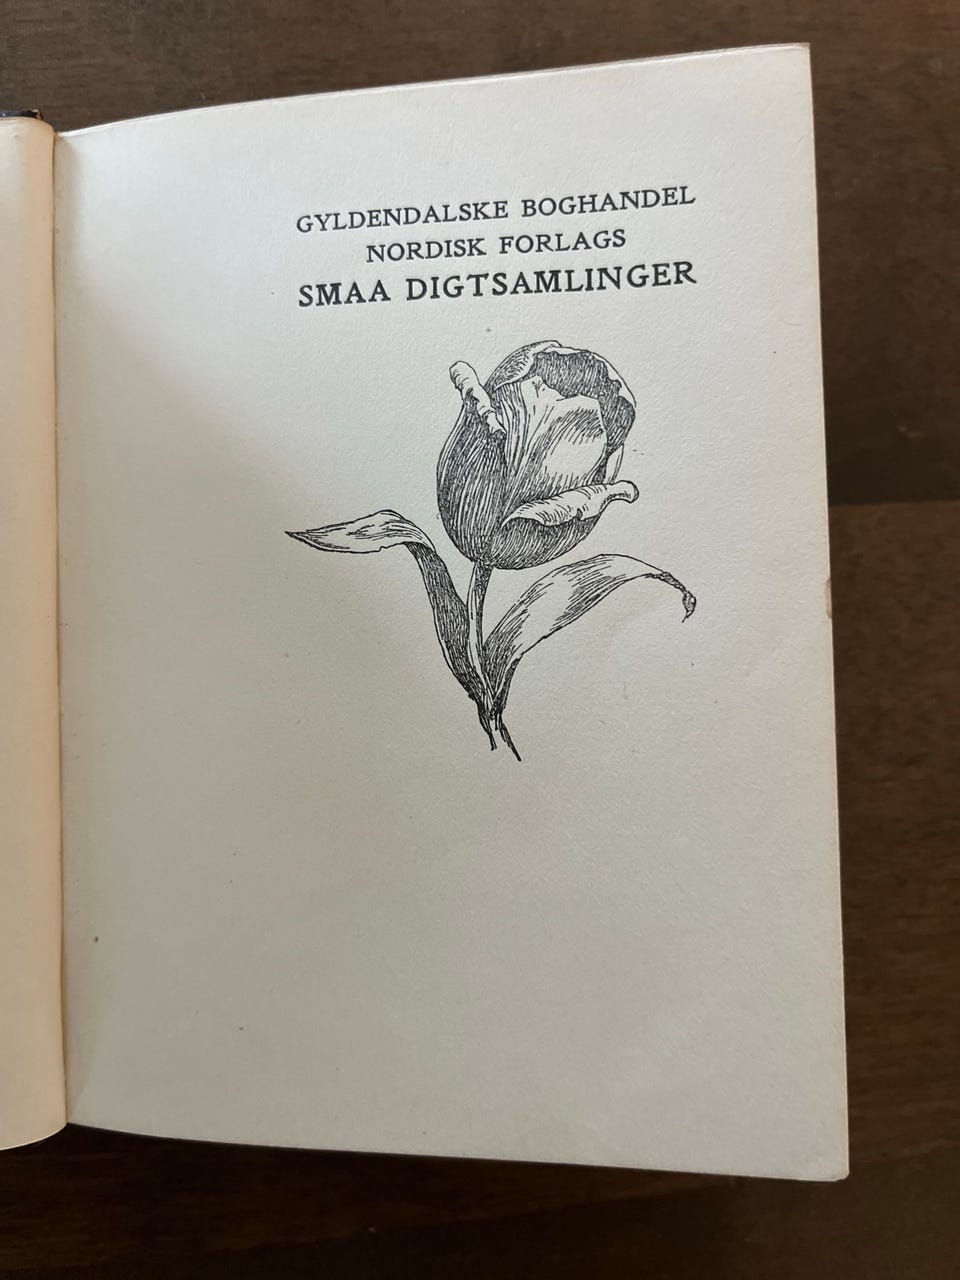 GYLDENDALSKE BOGHANDEL
NORDISK FORLAGS
SMAA DIGTSAMLINGER